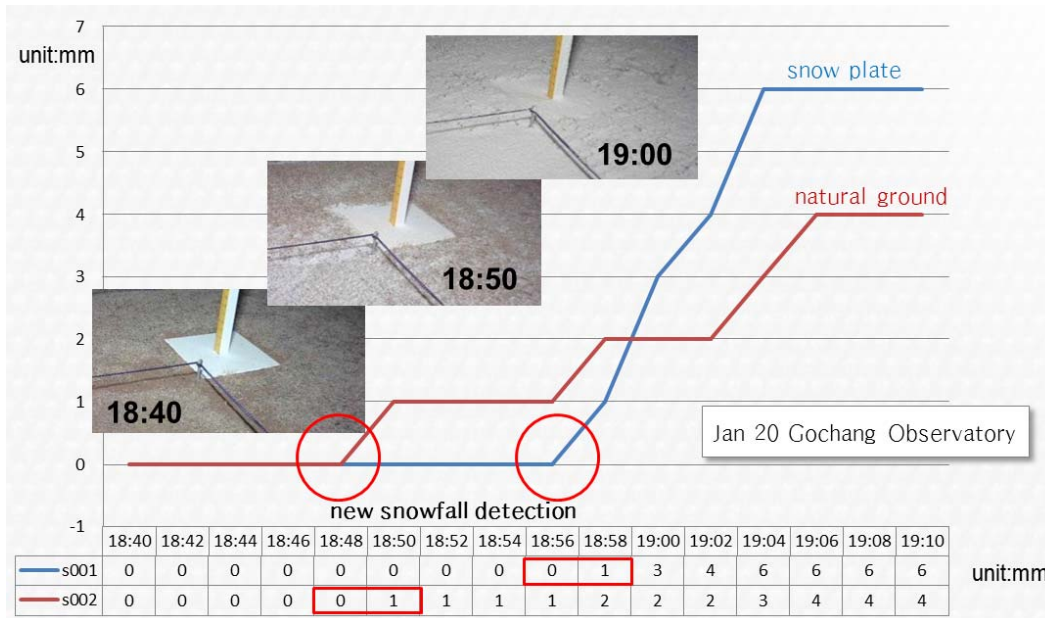 7
unit:mm
6
5
4
3
2
1
0
-1
snow plate
natural ground
19:00
18:50
18:40
Jan 20 Gochang Observatory
new snowfall detection
18:40 18:42 18:44 18:46 18:48 18:50 18:52 18:54 18:56 18:58 19:00 19:02 19:04 19:06 19:08 19:10
s001 0 0 0 0 0 0 0 0 0 1 3 4 6 6 6 6
unit:mm
s002 0 0 0 0 0 1 1 1 1 2 2 2 3 4 4 4